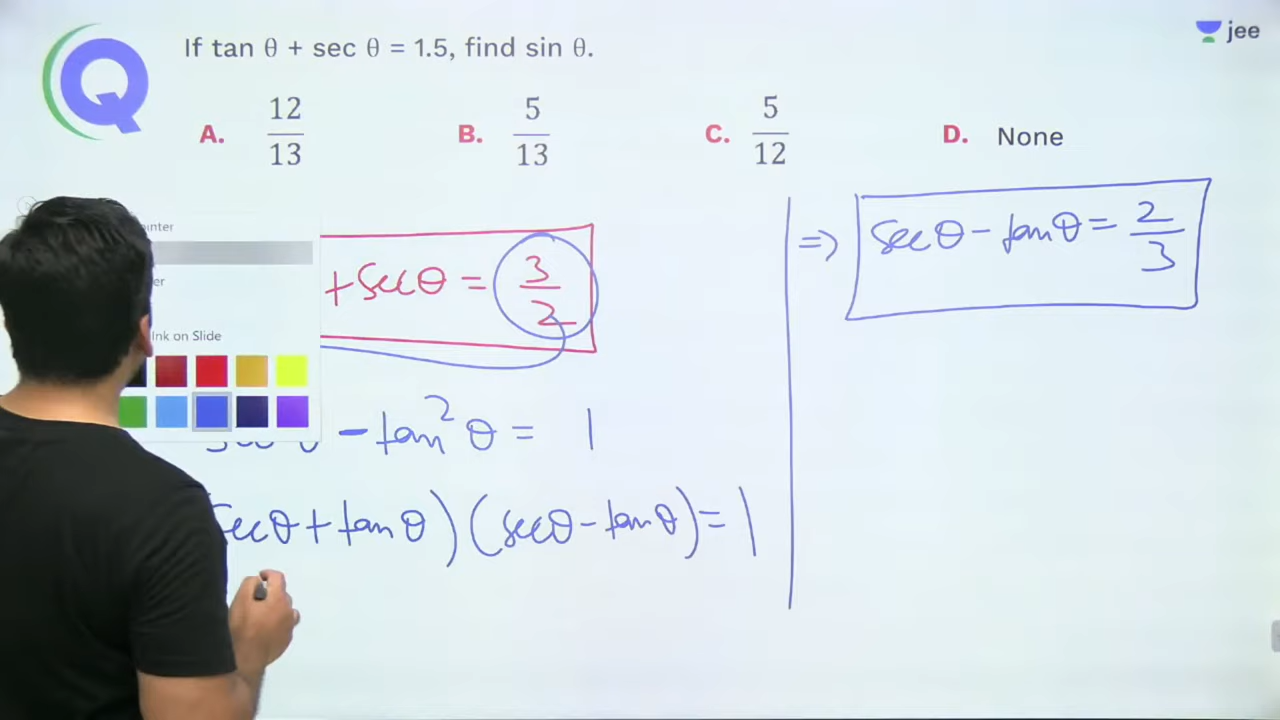 If tan θ + sec θ = 1.5, find sin θ.
jee
A. 12/13 B. 5/13 C. 5/12 D. None
+ secθ = 3/2
⇒ secθ - tanθ = 2/3
Ink on Slide
- tan²θ = 1
secθ + tanθ) (secθ - tanθ) = 1